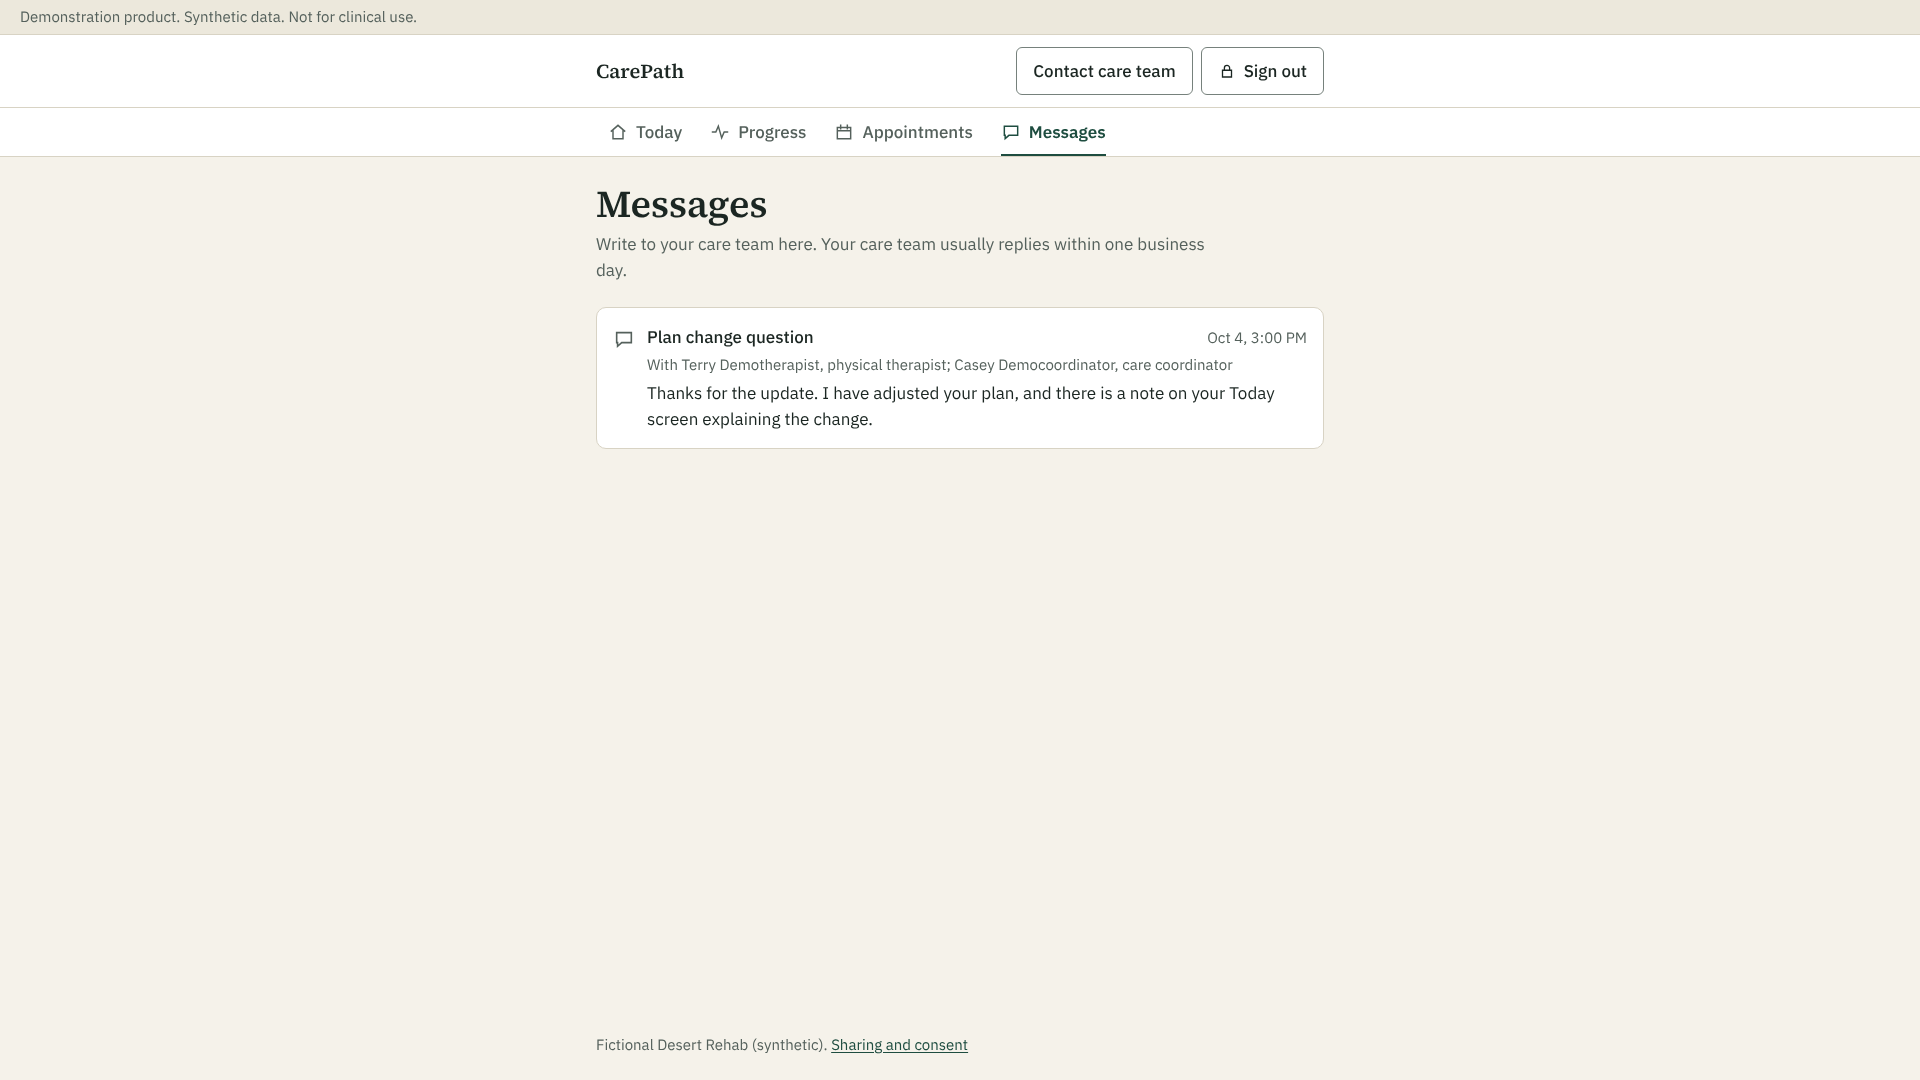 Demonstration product. Synthetic data. Not for clinical use.
CarePath
Contact care team
Sign out
Today
Progress
Appointments
Messages
Messages
Write to your care team here. Your care team usually replies within one business
day.
Plan change question
Oct 4, 3:00 PM
With Terry Demotherapist, physical therapist; Casey Democoordinator, care coordinator
Thanks for the update. I have adjusted your plan, and there is a note on your Today
screen explaining the change.
Fictional Desert Rehab (synthetic). Sharing and consent